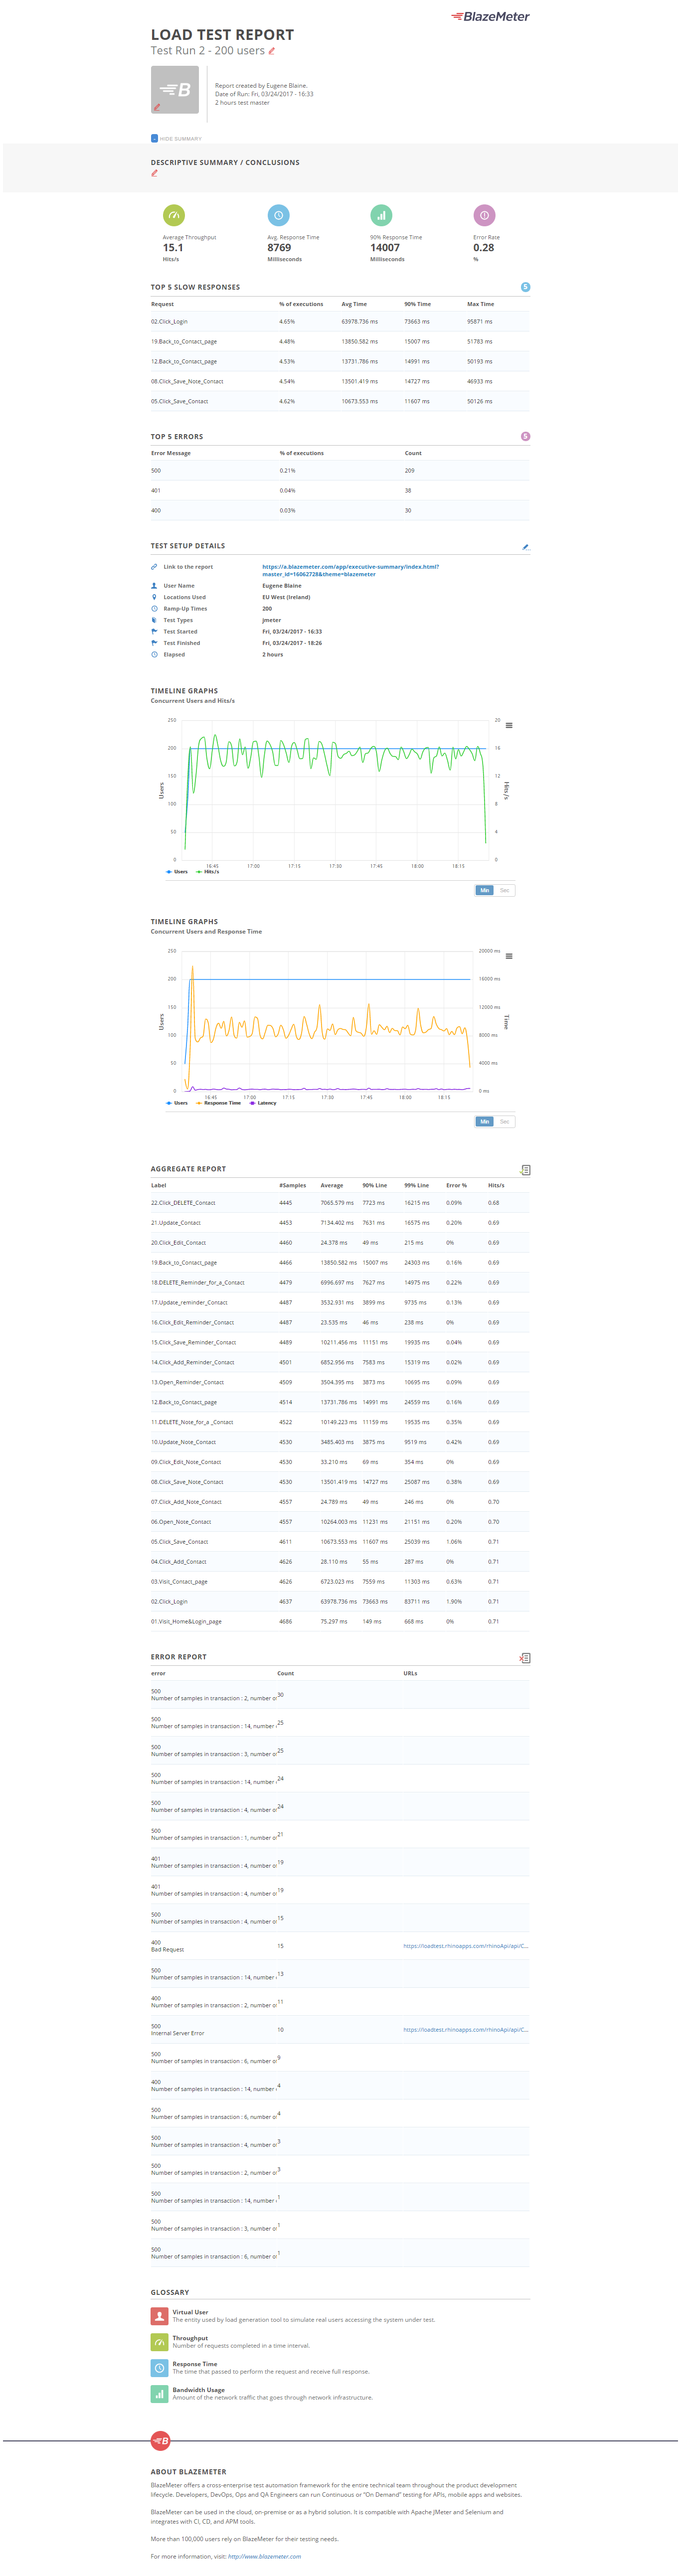 BlazeMeter
LOAD TEST REPORT
Test Run 2 - 200 users
B
Report created by Eugene Blaine.
Date of Run: Fri, 03/24/2017 - 16:33
2 hours test master
HIDE SUMMARY
DESCRIPTIVE SUMMARY / CONCLUSIONS
Average Throughput Avg. Response Time 90% Response Time Error Rate
15.1 8769 14007 0.28
Hits/s Milliseconds Milliseconds %
TOP 5 SLOW RESPONSES 5
Request % of executions Avg Time 90% Time Max Time
02.Click_Login 4.65% 63978.736 ms 73663 ms 95871 ms
19.Back_to_Contact_page 4.48% 13850.582 ms 15007 ms 51783 ms
12.Back_to_Contact_page 4.53% 13731.786 ms 14991 ms 50193 ms
08.Click_Save_Note_Contact 4.54% 13501.419 ms 14727 ms 46933 ms
05.Click_Save_Contact 4.62% 10673.553 ms 11607 ms 50126 ms
TOP 5 ERRORS 5
Error Message % of executions Count
500 0.21% 209
401 0.04% 38
400 0.03% 30
TEST SETUP DETAILS
Link to the report https://a.blazemeter.com/app/executive-summary/index.html?
master_id=16062728&theme=blazemeter
User Name Eugene Blaine
Locations Used EU West (Ireland)
Ramp-Up Times 200
Test Types jmeter
Test Started Fri, 03/24/2017 - 16:33
Test Finished Fri, 03/24/2017 - 18:26
Elapsed 2 hours
TIMELINE GRAPHS
Concurrent Users and Hits/s
250 20
200 16
150 12
Users Hits/s
100 8
50 4
0 0
16:45 17:00 17:15 17:30 17:45 18:00 18:15
Users Hits/s
Min Sec
TIMELINE GRAPHS
Concurrent Users and Response Time
250 20000 ms
200 16000 ms
150 12000 ms
Users Time
100 8000 ms
50 4000 ms
0 0 ms
16:45 17:00 17:15 17:30 17:45 18:00 18:15
Users Response Time Latency
Min Sec
AGGREGATE REPORT
Label #Samples Average 90% Line 99% Line Error % Hits/s
22.Click_DELETE_Contact 4445 7065.579 ms 7723 ms 16215 ms 0.09% 0.68
21.Update_Contact 4453 7134.402 ms 7631 ms 16575 ms 0.20% 0.69
20.Click_Edit_Contact 4460 24.378 ms 49 ms 215 ms 0% 0.69
19.Back_to_Contact_page 4466 13850.582 ms 15007 ms 24303 ms 0.16% 0.69
18.DELETE_Reminder_for_a_Contact 4479 6996.697 ms 7627 ms 14975 ms 0.22% 0.69
17.Update_reminder_Contact 4487 3532.931 ms 3899 ms 9735 ms 0.13% 0.69
16.Click_Edit_Reminder_Contact 4487 23.535 ms 46 ms 238 ms 0% 0.69
15.Click_Save_Reminder_Contact 4489 10211.456 ms 11151 ms 19935 ms 0.04% 0.69
14.Click_Add_Reminder_Contact 4501 6852.956 ms 7583 ms 15319 ms 0.02% 0.69
13.Open_Reminder_Contact 4509 3504.395 ms 3873 ms 10695 ms 0.09% 0.69
12.Back_to_Contact_page 4514 13731.786 ms 14991 ms 24559 ms 0.16% 0.69
11.DELETE_Note_for_a _Contact 4522 10149.223 ms 11159 ms 19535 ms 0.35% 0.69
10.Update_Note_Contact 4530 3485.403 ms 3875 ms 9519 ms 0.42% 0.69
09.Click_Edit_Note_Contact 4530 33.210 ms 69 ms 354 ms 0% 0.69
08.Click_Save_Note_Contact 4530 13501.419 ms 14727 ms 25087 ms 0.38% 0.69
07.Click_Add_Note_Contact 4557 24.789 ms 49 ms 246 ms 0% 0.70
06.Open_Note_Contact 4557 10264.003 ms 11231 ms 21151 ms 0.20% 0.70
05.Click_Save_Contact 4611 10673.553 ms 11607 ms 25039 ms 1.06% 0.71
04.Click_Add_Contact 4626 28.110 ms 55 ms 287 ms 0% 0.71
03.Visit_Contact_page 4626 6723.023 ms 7559 ms 11303 ms 0.63% 0.71
02.Click_Login 4637 63978.736 ms 73663 ms 83711 ms 1.90% 0.71
01.Visit_Home&Login_page 4686 75.297 ms 149 ms 668 ms 0% 0.71
ERROR REPORT
error Count URLs
500
Number of samples in transaction : 2, number of 30
500
Number of samples in transaction : 14, number 25
500
Number of samples in transaction : 3, number of 25
500
Number of samples in transaction : 14, number 24
500
Number of samples in transaction : 4, number of 24
500
Number of samples in transaction : 1, number of 21
401
Number of samples in transaction : 4, number of 19
401
Number of samples in transaction : 4, number of 19
500
Number of samples in transaction : 4, number of 15
400
Bad Request 15 https://loadtest.rhinoapps.com/rhinoApi/api/C...
500
Number of samples in transaction : 14, number 13
400
Number of samples in transaction : 2, number of 11
500
Internal Server Error 10 https://loadtest.rhinoapps.com/rhinoApi/api/C...
500
Number of samples in transaction : 6, number of 9
400
Number of samples in transaction : 14, number 4
500
Number of samples in transaction : 6, number of 4
500
Number of samples in transaction : 4, number of 3
500
Number of samples in transaction : 2, number of 3
500
Number of samples in transaction : 14, number 1
500
Number of samples in transaction : 3, number of 1
500
Number of samples in transaction : 6, number of 1
GLOSSARY
Virtual User
The entity used by load generation tool to simulate real users accessing the system under test.
Throughput
Number of requests completed in a time interval.
Response Time
The time that passed to perform the request and receive full response.
Bandwidth Usage
Amount of the network traffic that goes through network infrastructure.
B
ABOUT BLAZEMETER
BlazeMeter offers a cross-enterprise test automation framework for the entire technical team throughout the product development
lifecycle. Developers, DevOps, Ops and QA Engineers can run Continuous or "On Demand" testing for APIs, mobile apps and websites.
BlazeMeter can be used in the cloud, on-premise or as a hybrid solution. It is compatible with Apache JMeter and Selenium and
integrates with CI, CD, and APM tools.
More than 100,000 users rely on BlazeMeter for their testing needs.
For more information, visit: http://www.blazemeter.com